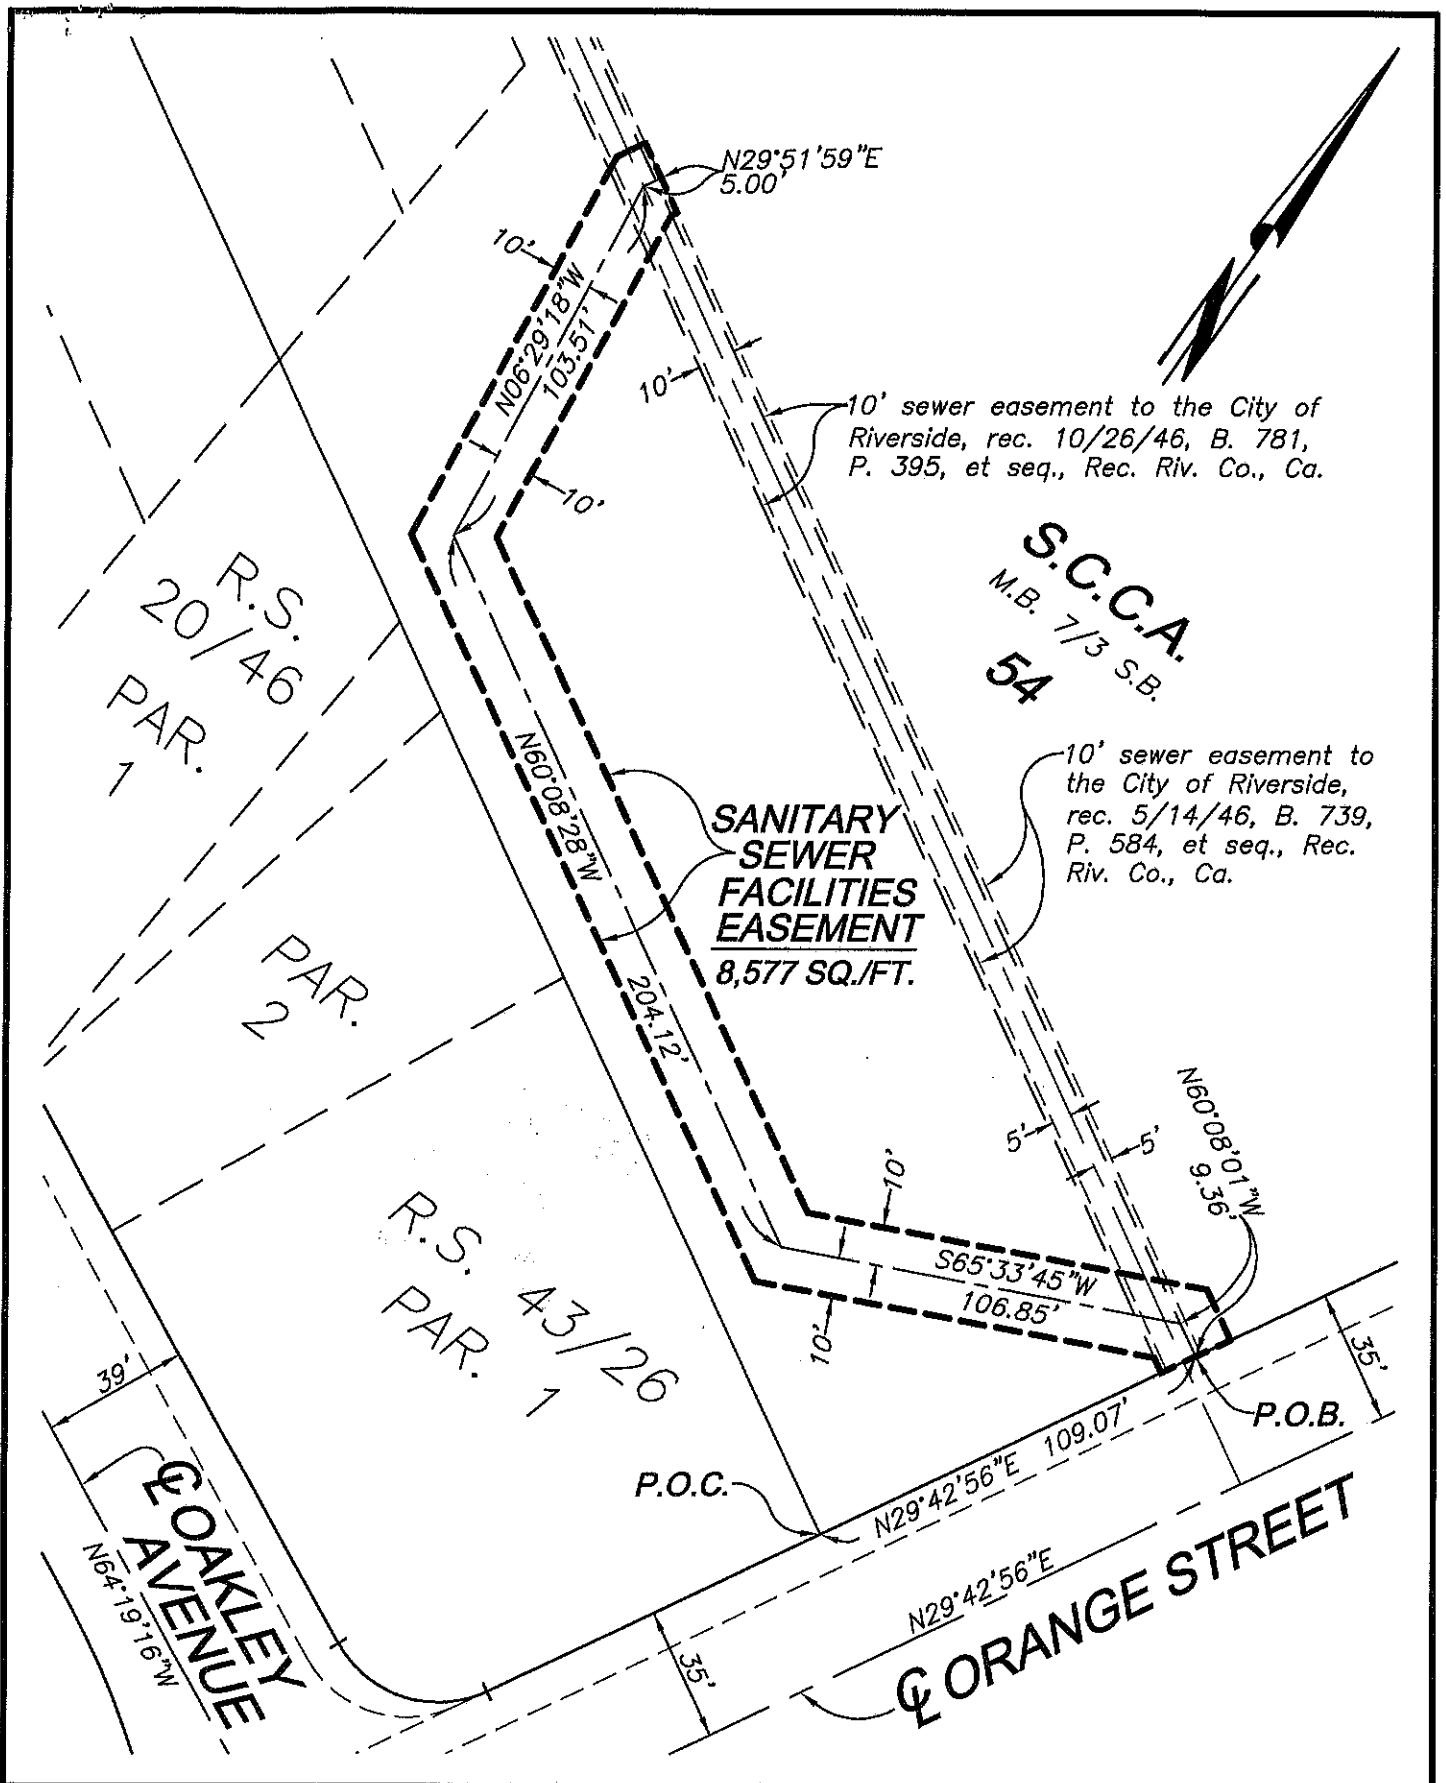 N29°51'59"E
5.00'
10'
N06°29'18"W
103.51'
10'
10'
10' sewer easement to the City of
Riverside, rec. 10/26/46, B. 781,
P. 395, et seq., Rec. Riv. Co., Ca.
S.C.C.A.
M.B. 7/3 S.B.
54
R.S.
20/46
PAR.
1
N60°08'28"W
204.12'
SANITARY
SEWER
FACILITIES
EASEMENT
8,577 SQ./FT.
10' sewer easement to
the City of Riverside,
rec. 5/14/46, B. 739,
P. 584, et seq., Rec.
Riv. Co., Ca.
PAR.
2
5'
5'
N60°08'01"W
9.36'
10'
S65°33'45"W
106.85'
10'
R.S. 43/26
PAR. 1
39'
35'
P.O.B.
P.O.C.
N29°42'56"E 109.07'
℄ OAKLEY
AVENUE
N64°19'16"W
N29°42'56"E
35'
℄ ORANGE STREET